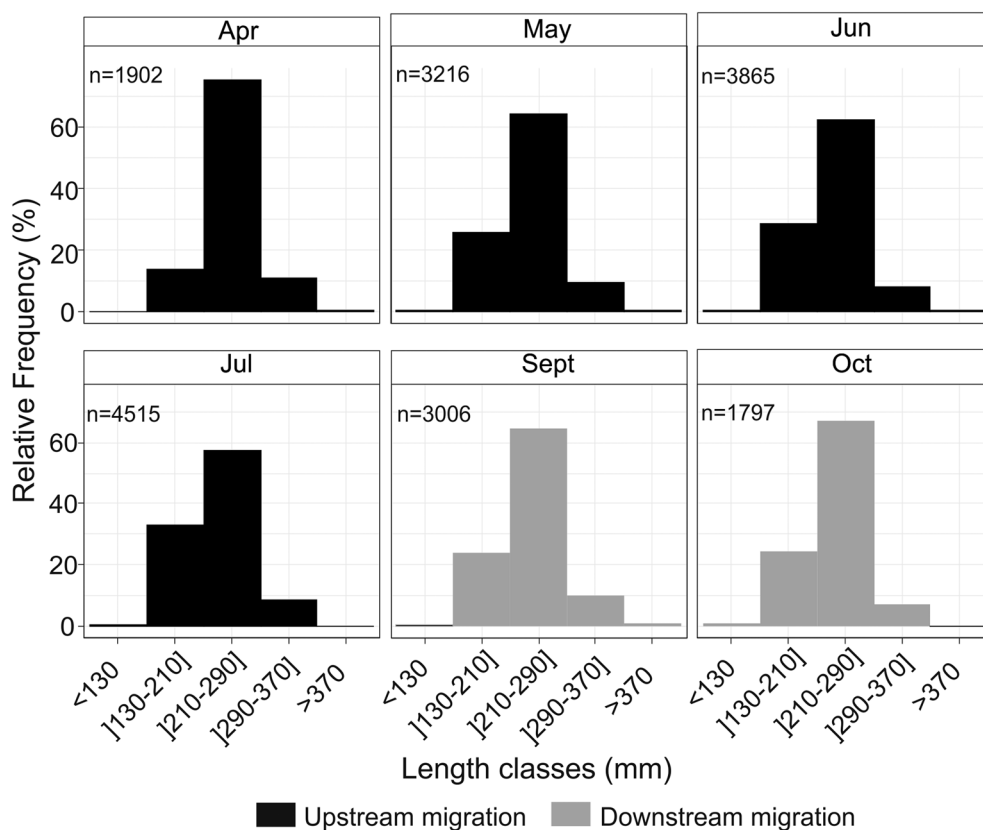 Apr
May
Jun
n=1902
n=3216
n=3865
60
40
20
0
Jul
Sept
Oct
n=4515
n=3006
n=1797
60
40
20
0
Relative Frequency (%)
<130
]130-210]
]210-290]
]290-370]
>370
<130
]130-210]
]210-290]
]290-370]
>370
<130
]130-210]
]210-290]
]290-370]
>370
Length classes (mm)
Upstream migration
Downstream migration